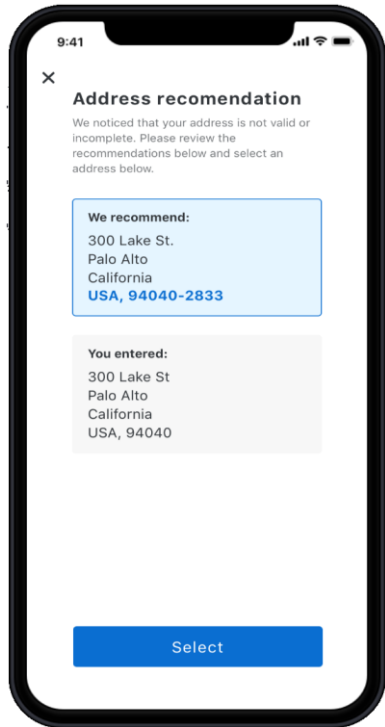 9:41
Address recomendation
We noticed that your address is not valid or
incomplete. Please review the
recommendations below and select an
address below.
We recommend:
300 Lake St.
Palo Alto
California
USA, 94040-2833
You entered:
300 Lake St
Palo Alto
California
USA, 94040
Select